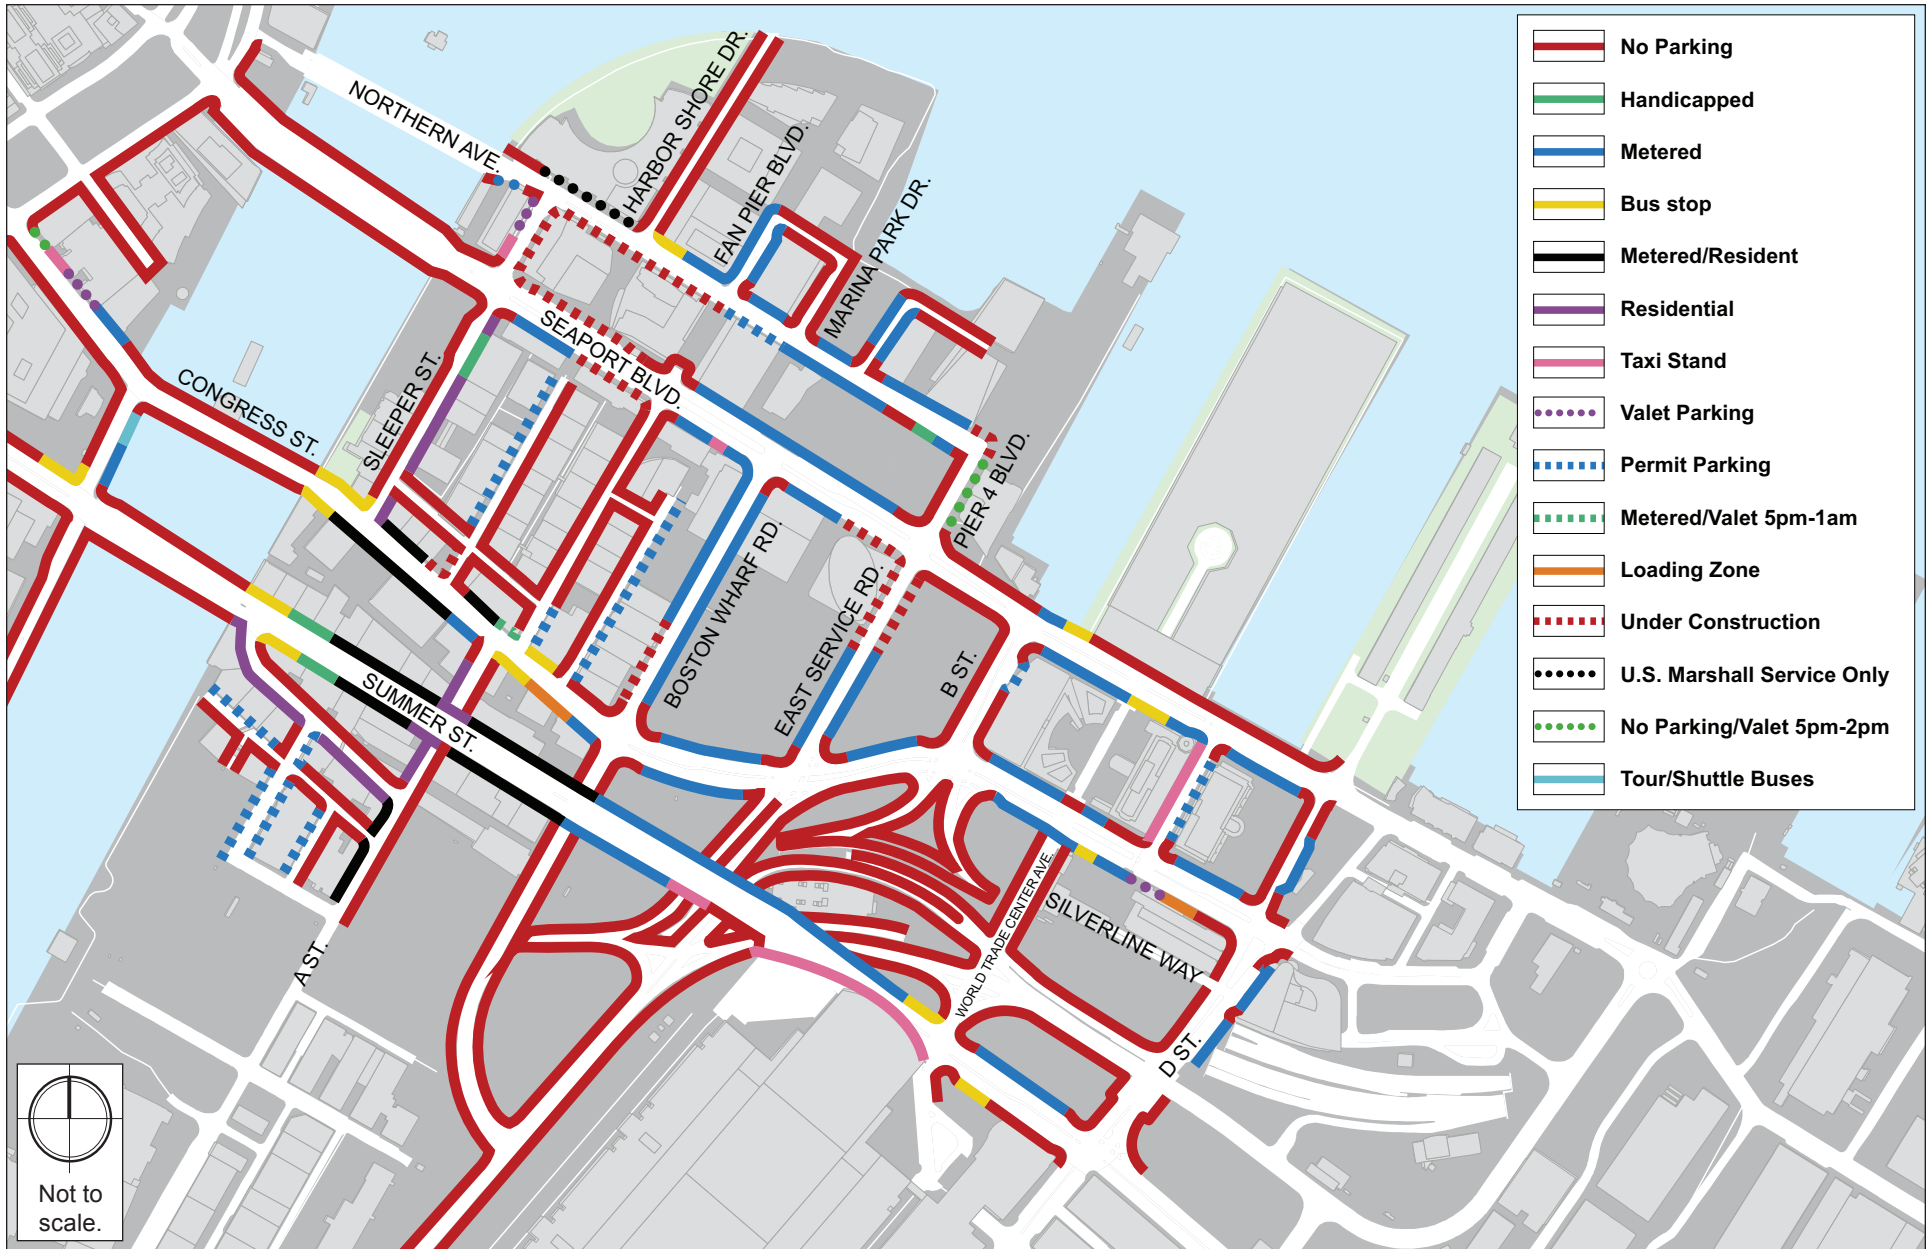 NORTHERN AVE.
HARBOR SHORE DR.
FAN PIER BLVD.
MARINA PARK DR.
SEAPORT BLVD.
SLEEPER ST.
CONGRESS ST.
PIER 4 BLVD.
BOSTON WHARF RD.
EAST SERVICE RD.
B ST.
SUMMER ST.
A ST.
WORLD TRADE CENTER AVE.
SILVERLINE WAY
D ST.
No Parking
Handicapped
Metered
Bus stop
Metered/Resident
Residential
Taxi Stand
Valet Parking
Permit Parking
Metered/Valet 5pm-1am
Loading Zone
Under Construction
U.S. Marshall Service Only
No Parking/Valet 5pm-2pm
Tour/Shuttle Buses
Not to
scale.